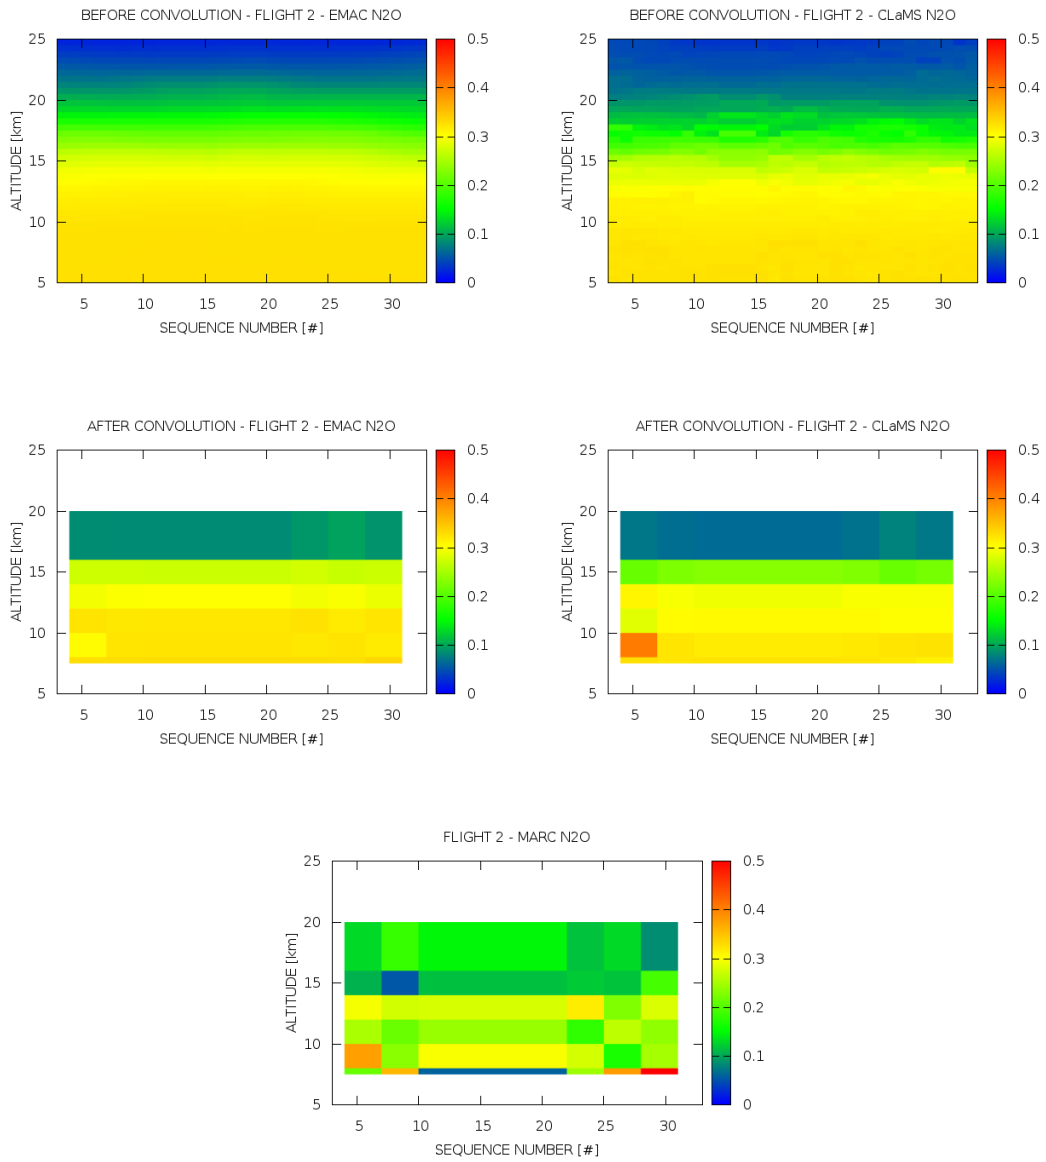 BEFORE CONVOLUTION - FLIGHT 2 - EMAC N2O
25
20
15
10
5
ALTITUDE [km]
5 10 15 20 25 30
SEQUENCE NUMBER [#]
0.5
0.4
0.3
0.2
0.1
0
BEFORE CONVOLUTION - FLIGHT 2 - CLaMS N2O
25
20
15
10
5
ALTITUDE [km]
5 10 15 20 25 30
SEQUENCE NUMBER [#]
0.5
0.4
0.3
0.2
0.1
0
AFTER CONVOLUTION - FLIGHT 2 - EMAC N2O
25
20
15
10
5
ALTITUDE [km]
5 10 15 20 25 30
SEQUENCE NUMBER [#]
0.5
0.4
0.3
0.2
0.1
0
AFTER CONVOLUTION - FLIGHT 2 - CLaMS N2O
25
20
15
10
5
ALTITUDE [km]
5 10 15 20 25 30
SEQUENCE NUMBER [#]
0.5
0.4
0.3
0.2
0.1
0
FLIGHT 2 - MARC N2O
25
20
15
10
5
ALTITUDE [km]
5 10 15 20 25 30
SEQUENCE NUMBER [#]
0.5
0.4
0.3
0.2
0.1
0